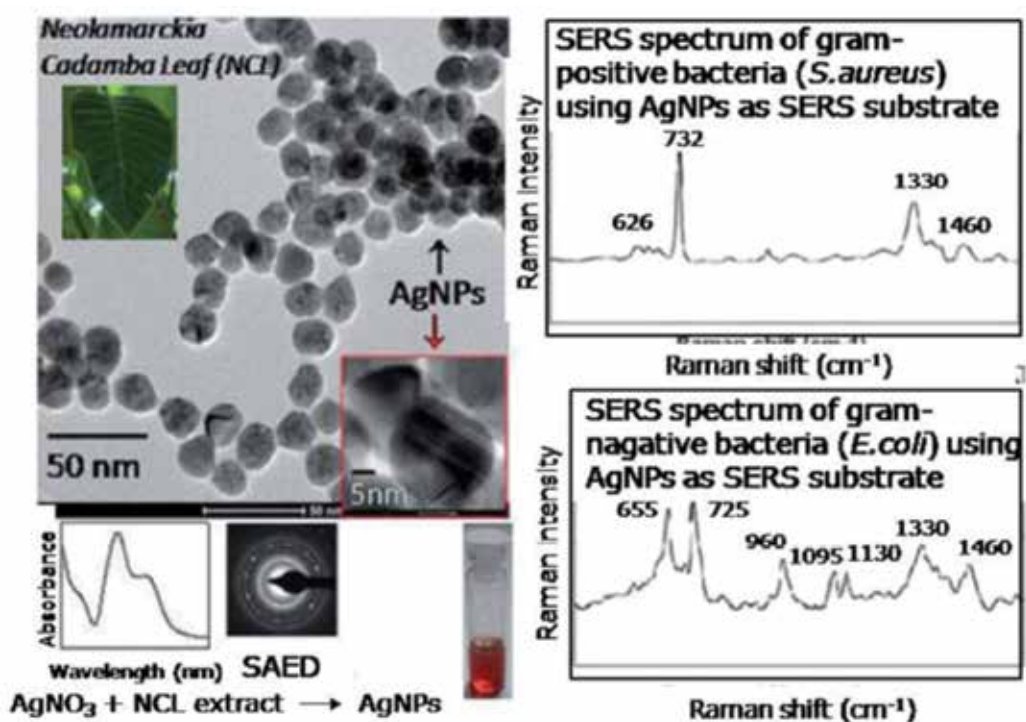 Neolamarckia
Cadamba Leaf (NCL)
AgNPs
50 nm
5nm
Absorbance
Wavelength (nm)
SAED
AgNO₃ + NCL extract → AgNPs
SERS spectrum of gram-
positive bacteria (S.aureus)
using AgNPs as SERS substrate
732
1330
626
1460
Raman Intensity
Raman shift (cm⁻¹)
SERS spectrum of gram-
nagative bacteria (E.coli) using
AgNPs as SERS substrate
655
725
960
1095
1130
1330
1460
Raman Intensity
Raman shift (cm⁻¹)